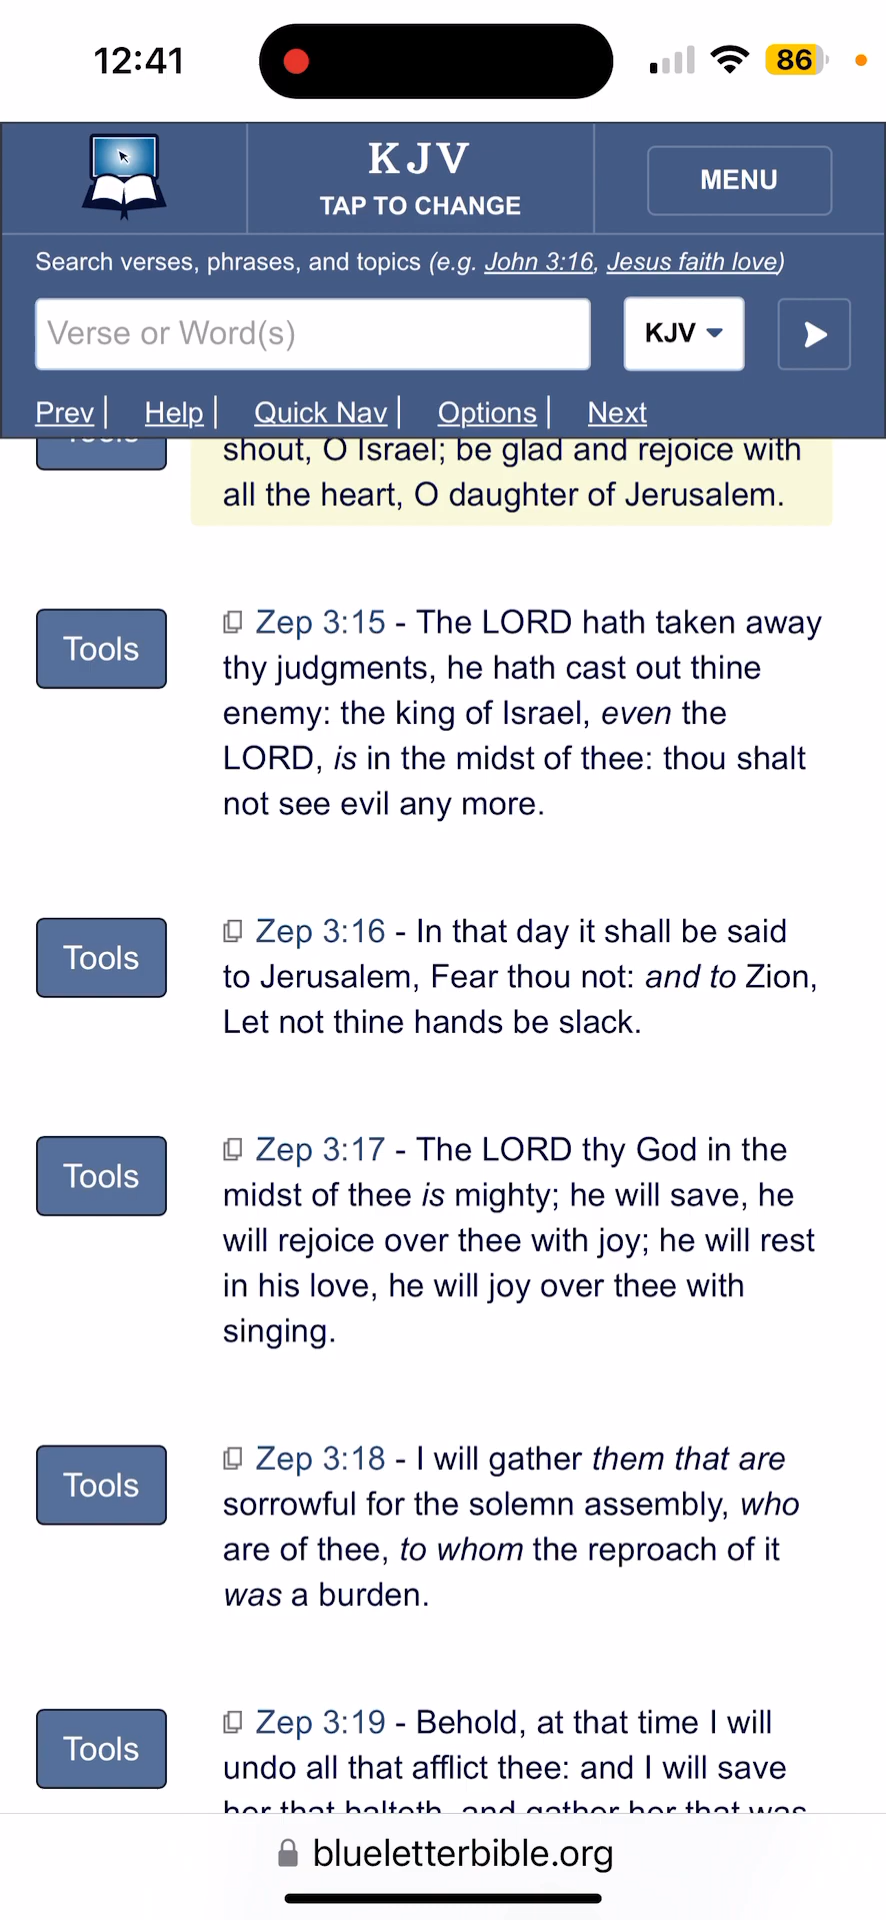 12:41
86
KJV
TAP TO CHANGE
MENU
Search verses, phrases, and topics (e.g. John 3:16, Jesus faith love)
Verse or Word(s)
KJV
Prev | Help | Quick Nav | Options | Next
Tools
shout, O Israel; be glad and rejoice with
all the heart, O daughter of Jerusalem.
Tools
Zep 3:15 - The LORD hath taken away
thy judgments, he hath cast out thine
enemy: the king of Israel, even the
LORD, is in the midst of thee: thou shalt
not see evil any more.
Tools
Zep 3:16 - In that day it shall be said
to Jerusalem, Fear thou not: and to Zion,
Let not thine hands be slack.
Tools
Zep 3:17 - The LORD thy God in the
midst of thee is mighty; he will save, he
will rejoice over thee with joy; he will rest
in his love, he will joy over thee with
singing.
Tools
Zep 3:18 - I will gather them that are
sorrowful for the solemn assembly, who
are of thee, to whom the reproach of it
was a burden.
Tools
Zep 3:19 - Behold, at that time I will
undo all that afflict thee: and I will save
her that halteth, and gather her that was
blueletterbible.org